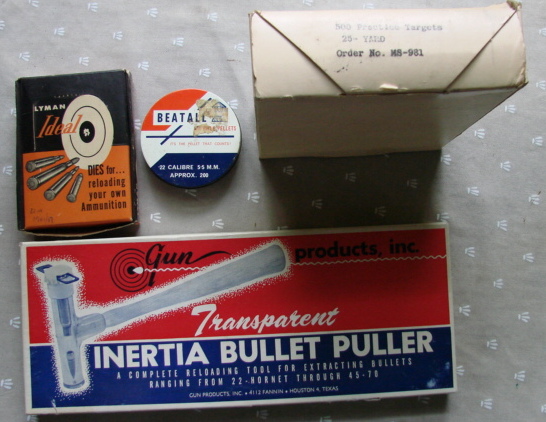 500 Practice Targets
25-YARD
Order No. MS-981
LYMAN
Ideal
DIES for...
reloading
your own
Ammunition
BEATALL
PELLETS
IT'S THE PELLET THAT COUNTS
.22 CALIBRE 5·5 M.M.
APPROX. 200
Gun products, inc.
Transparent
INERTIA BULLET PULLER
A COMPLETE RELOADING TOOL FOR EXTRACTING BULLETS
RANGING FROM 22-HORNET THROUGH 45-70
GUN PRODUCTS, INC. • 4112 FANNIN • HOUSTON 4, TEXAS